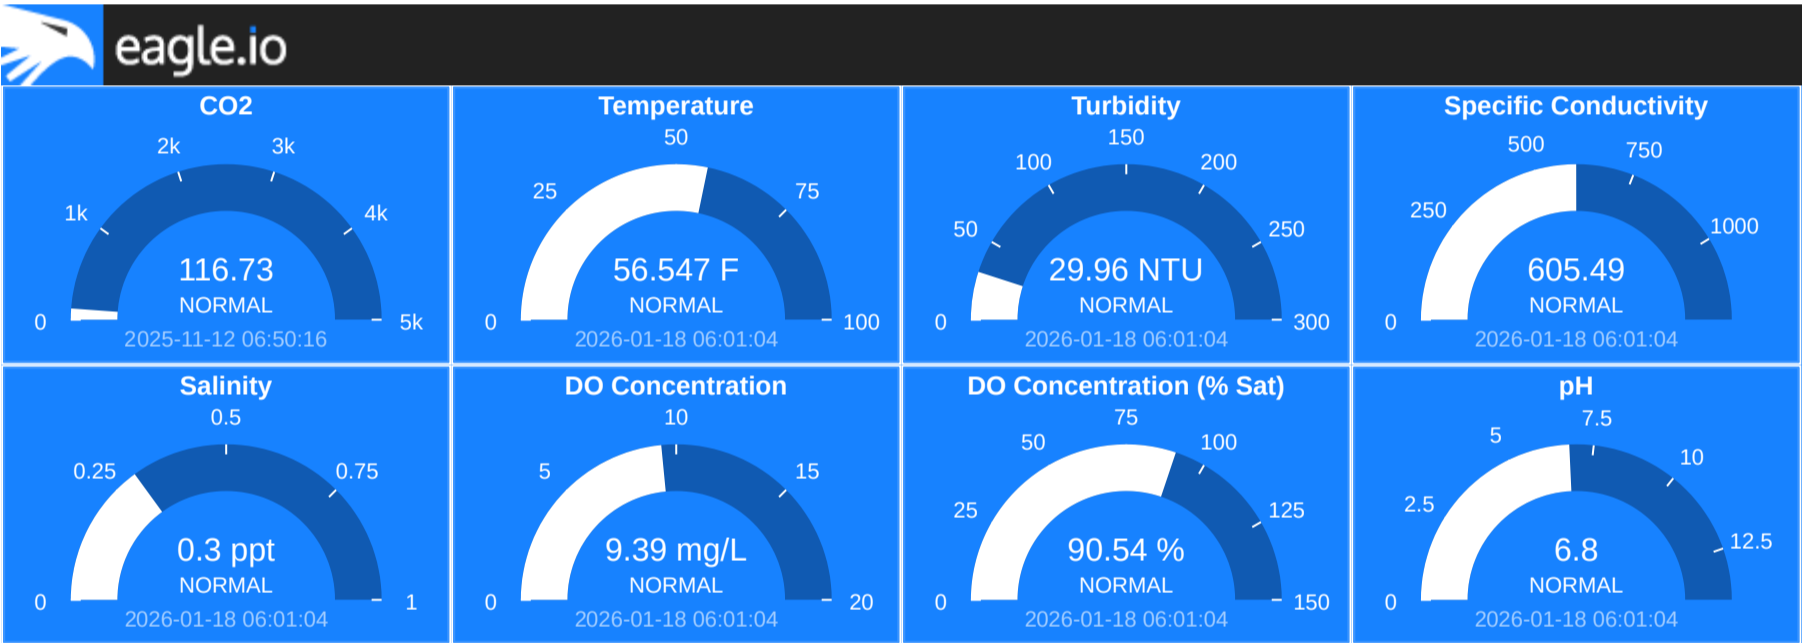 eagle.io
CO2
2k 3k
1k 4k
116.73
NORMAL
0 5k
2025-11-12 06:50:16
Temperature
50
25 75
56.547 F
NORMAL
0 100
2026-01-18 06:01:04
Turbidity
150
100 200
50 250
29.96 NTU
NORMAL
0 300
2026-01-18 06:01:04
Specific Conductivity
500 750
250 1000
605.49
NORMAL
0
2026-01-18 06:01:04
Salinity
0.5
0.25 0.75
0.3 ppt
NORMAL
0 1
2026-01-18 06:01:04
DO Concentration
10
5 15
9.39 mg/L
NORMAL
0 20
2026-01-18 06:01:04
DO Concentration (% Sat)
75
50 100
25 125
90.54 %
NORMAL
0 150
2026-01-18 06:01:04
pH
7.5
5 10
2.5 12.5
6.8
NORMAL
0
2026-01-18 06:01:04